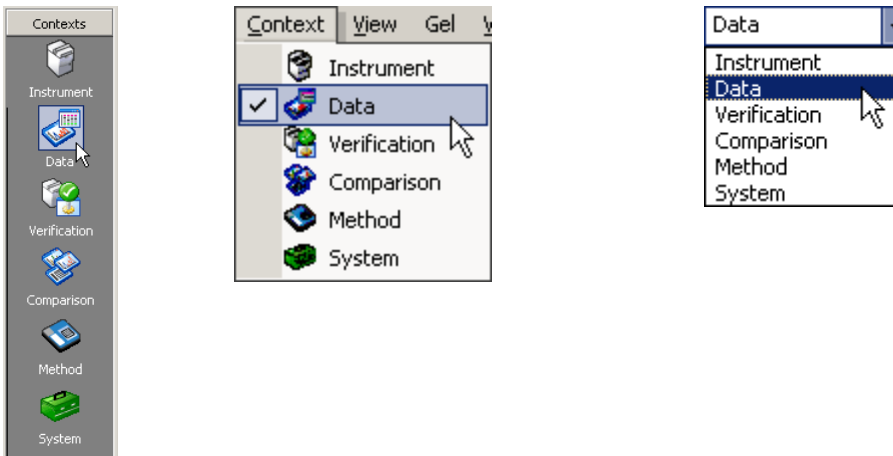 Contexts
Instrument
Data
Verification
Comparison
Method
System
Context View Gel
Instrument
Data
Verification
Comparison
Method
System
Data
Instrument
Data
Verification
Comparison
Method
System